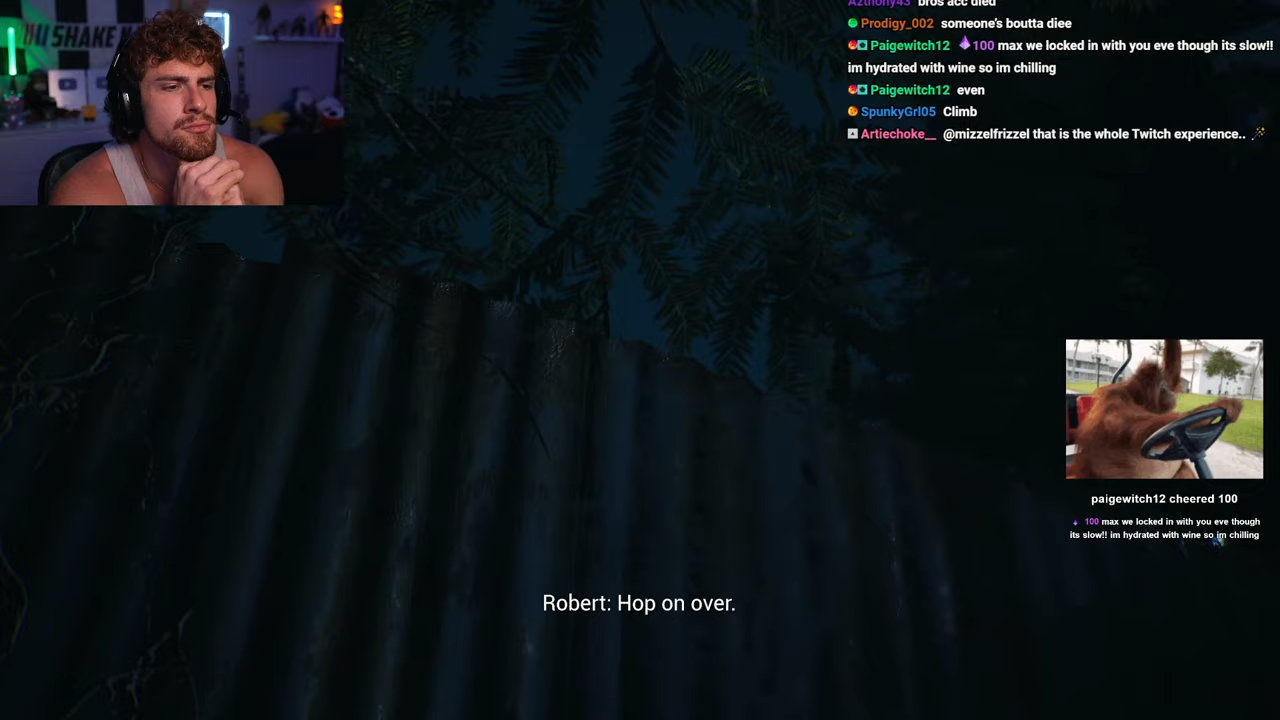 SHAKE
Azthony43 bros acc died
Prodigy_002 someone's boutta diee
Paigewitch12 100 max we locked in with you eve though its slow!!
im hydrated with wine so im chilling
Paigewitch12 even
SpunkyGrl05 Climb
Artiechoke__ @mizzelfrizzel that is the whole Twitch experience..
paigewitch12 cheered 100
100 max we locked in with you eve though
its slow!! im hydrated with wine so im chilling
Robert: Hop on over.